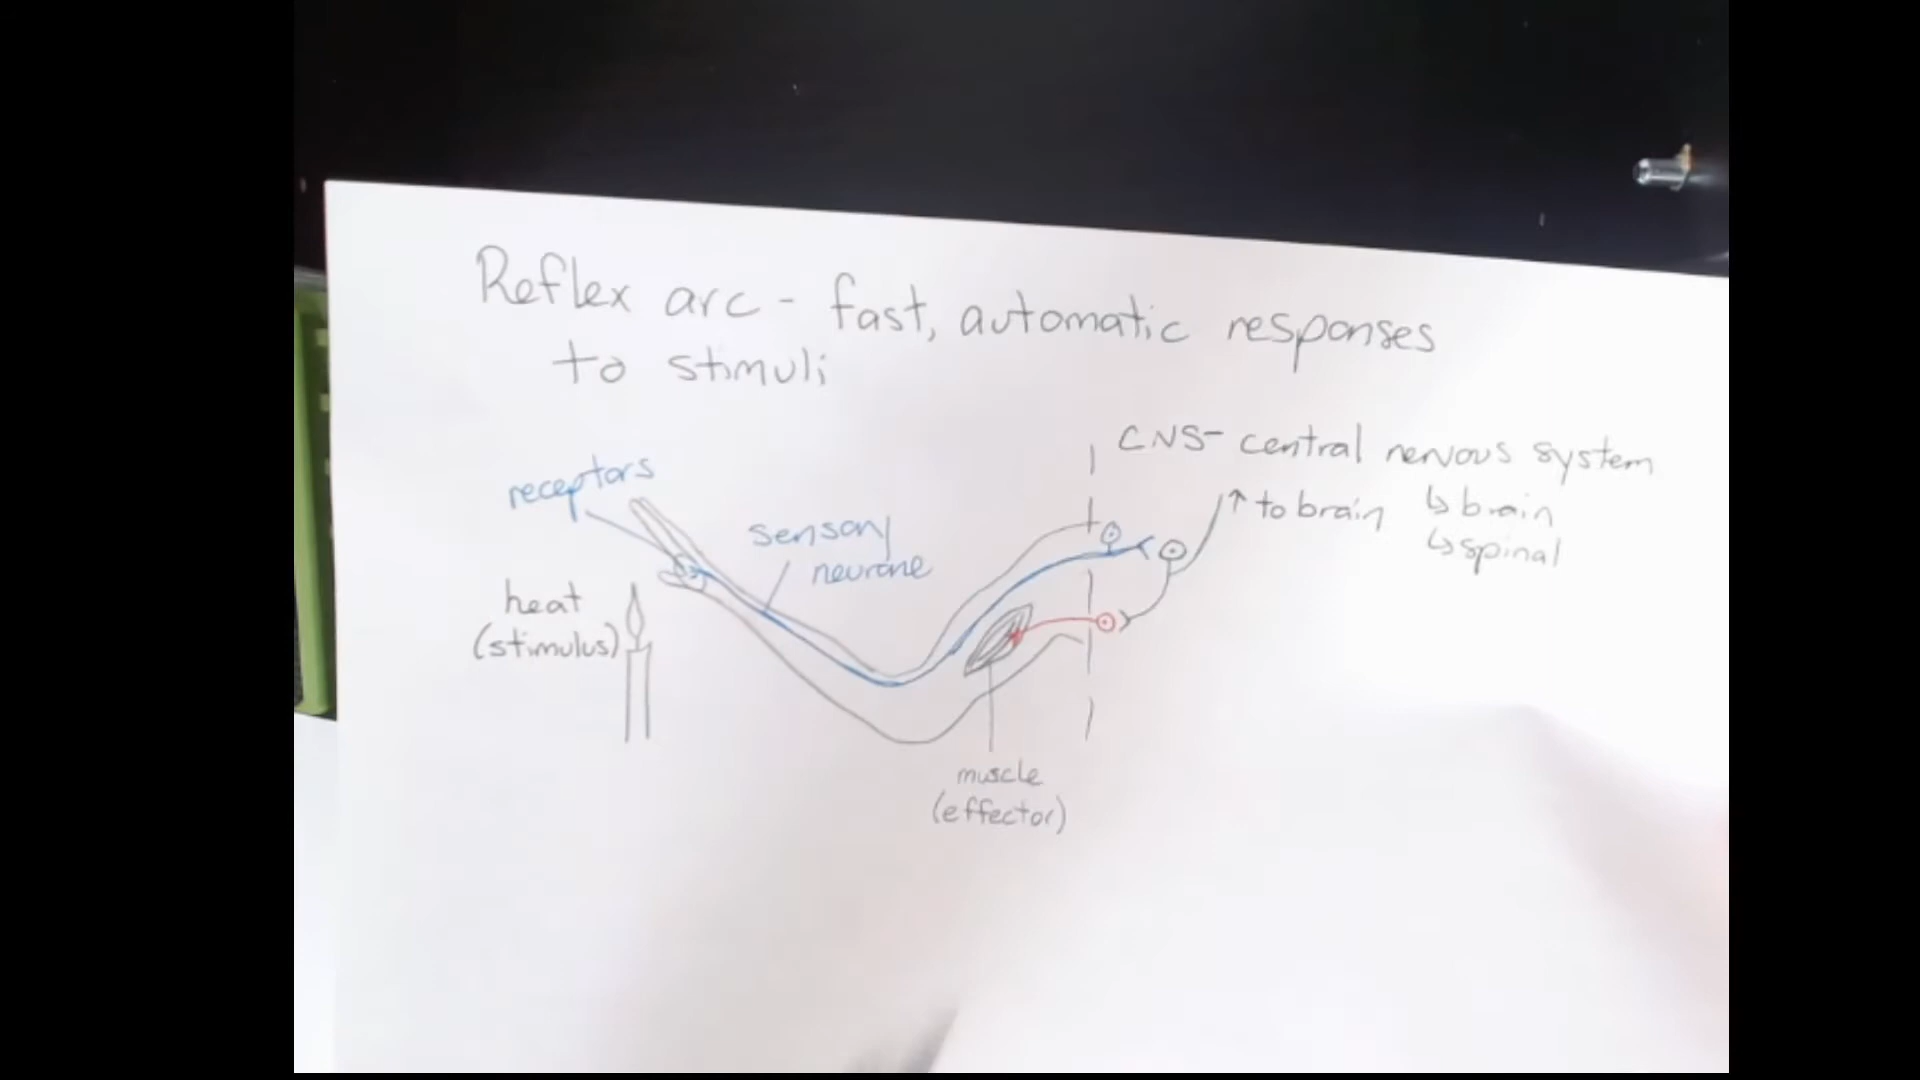 Reflex arc - fast, automatic responses
to stimuli
CNS- central nervous system
↑ to brain
↳ brain
↳ spinal
receptors
sensory
neurone
heat
(stimulus)
muscle
(effector)